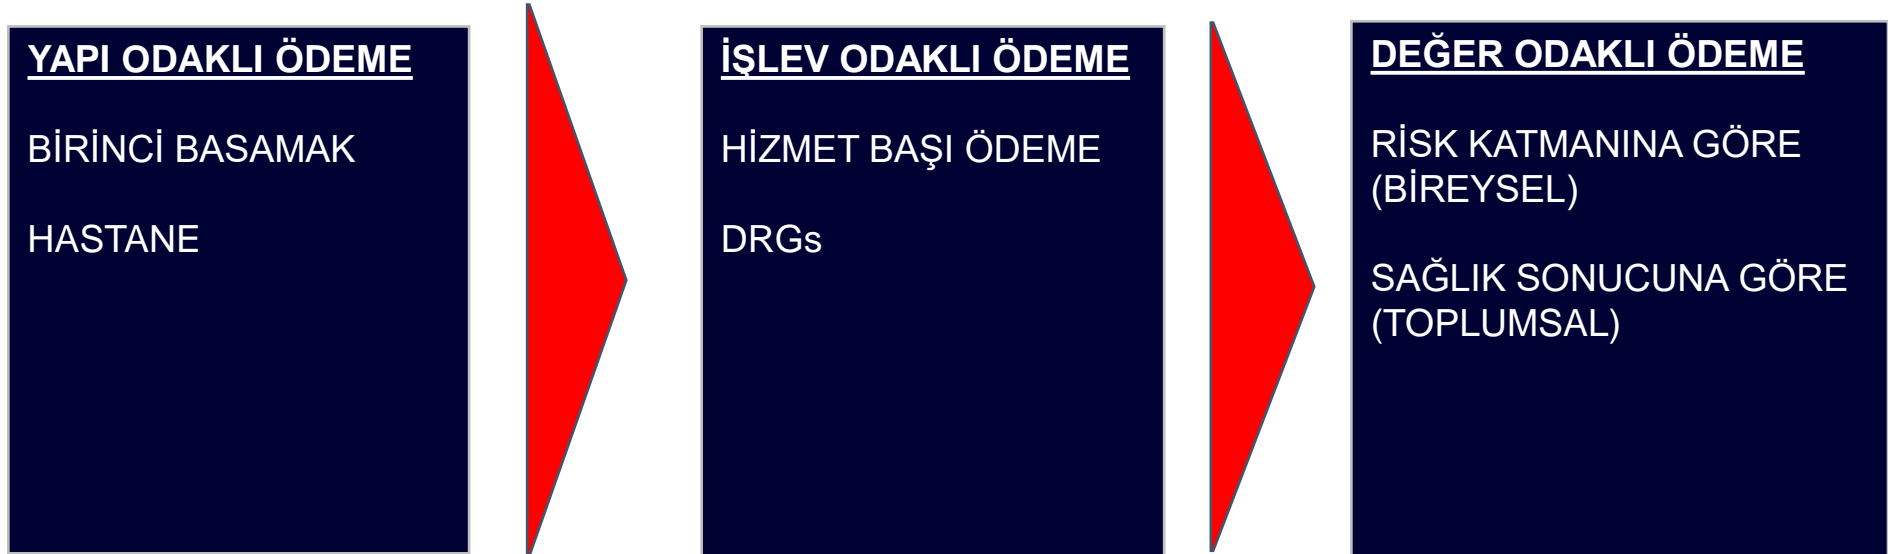 YAPI ODAKLI ÖDEME
BİRİNCİ BASAMAK
HASTANE
İŞLEV ODAKLI ÖDEME
HİZMET BAŞI ÖDEME
DRGs
DEĞER ODAKLI ÖDEME
RİSK KATMANINA GÖRE
(BİREYSEL)
SAĞLIK SONUCUNA GÖRE
(TOPLUMSAL)